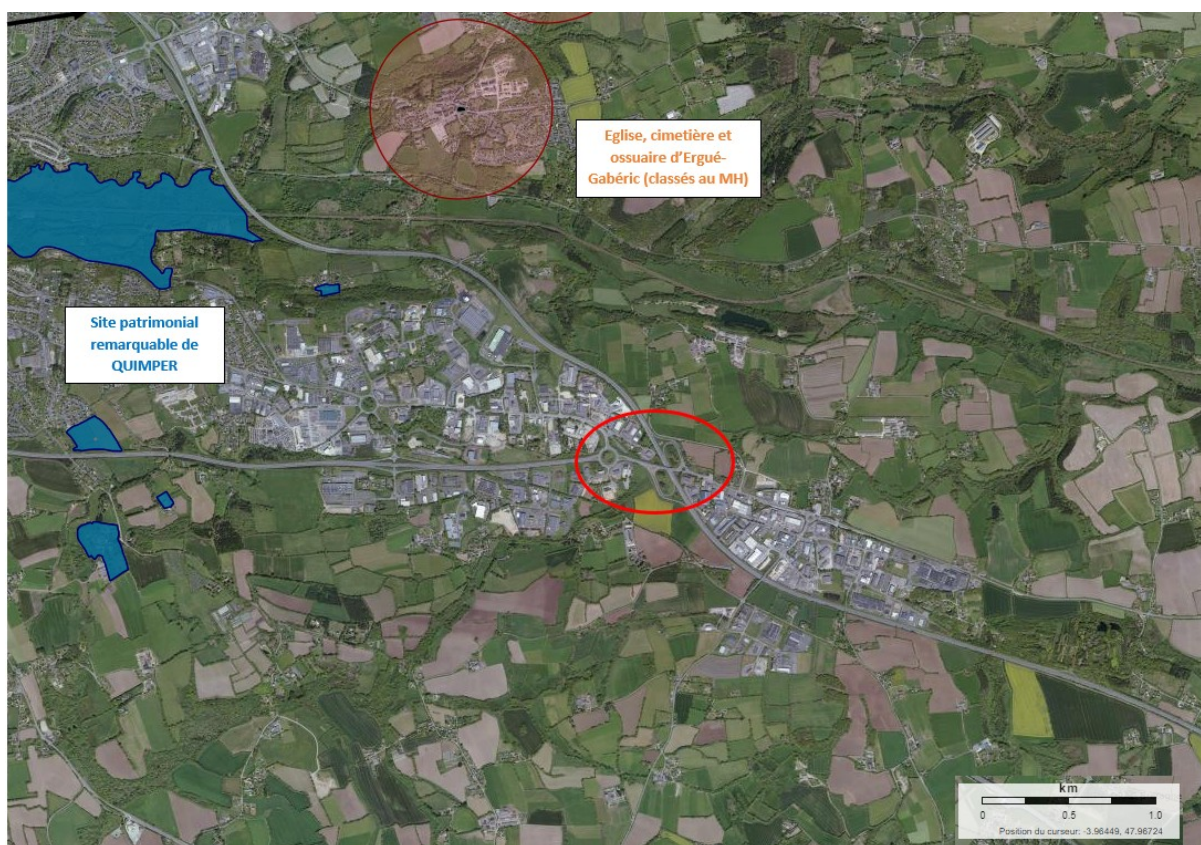 Eglise, cimetière et
ossuaire d’Ergué-
Gabéric (classés au MH)
Site patrimonial
remarquable de
QUIMPER
km
0 0.5 1.0
Position du curseur: -3.96449, 47.96724